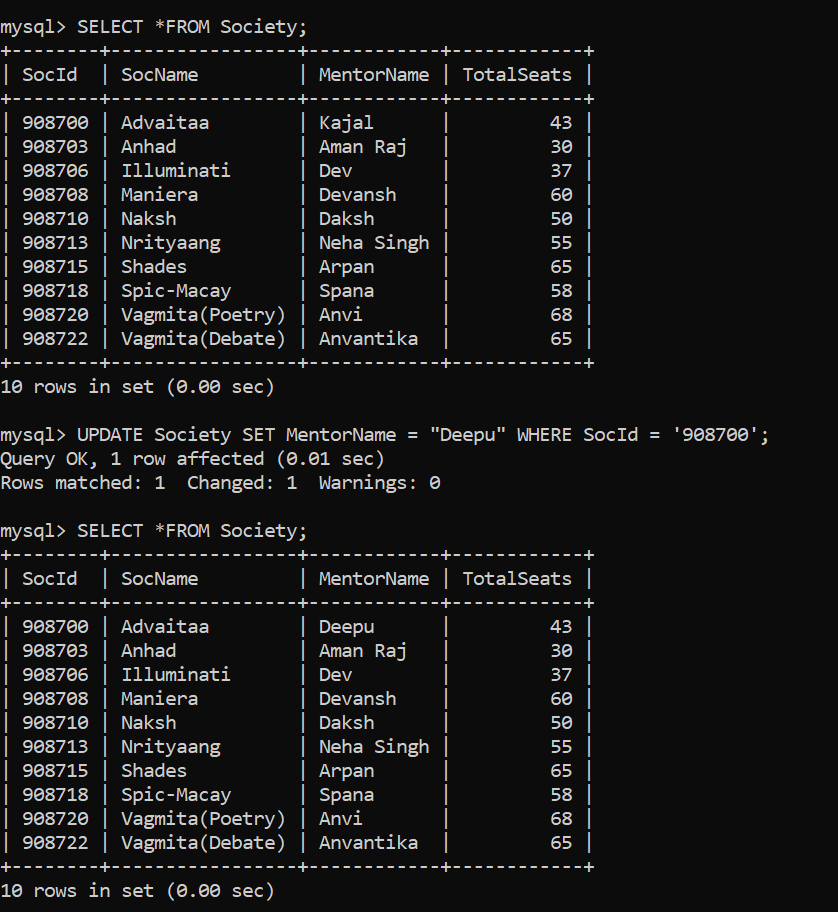 mysql> SELECT *FROM Society;
+--------+-----------------+------------+------------+
| SocId  | SocName         | MentorName | TotalSeats |
+--------+-----------------+------------+------------+
| 908700 | Advaitaa        | Kajal      |         43 |
| 908703 | Anhad           | Aman Raj   |         30 |
| 908706 | Illuminati      | Dev        |         37 |
| 908708 | Maniera         | Devansh    |         60 |
| 908710 | Naksh           | Daksh      |         50 |
| 908713 | Nrityaang       | Neha Singh |         55 |
| 908715 | Shades          | Arpan      |         65 |
| 908718 | Spic-Macay      | Spana      |         58 |
| 908720 | Vagmita(Poetry) | Anvi       |         68 |
| 908722 | Vagmita(Debate) | Anvantika  |         65 |
+--------+-----------------+------------+------------+
10 rows in set (0.00 sec)
mysql> UPDATE Society SET MentorName = "Deepu" WHERE SocId = '908700';
Query OK, 1 row affected (0.01 sec)
Rows matched: 1  Changed: 1  Warnings: 0
mysql> SELECT *FROM Society;
+--------+-----------------+------------+------------+
| SocId  | SocName         | MentorName | TotalSeats |
+--------+-----------------+------------+------------+
| 908700 | Advaitaa        | Deepu      |         43 |
| 908703 | Anhad           | Aman Raj   |         30 |
| 908706 | Illuminati      | Dev        |         37 |
| 908708 | Maniera         | Devansh    |         60 |
| 908710 | Naksh           | Daksh      |         50 |
| 908713 | Nrityaang       | Neha Singh |         55 |
| 908715 | Shades          | Arpan      |         65 |
| 908718 | Spic-Macay      | Spana      |         58 |
| 908720 | Vagmita(Poetry) | Anvi       |         68 |
| 908722 | Vagmita(Debate) | Anvantika  |         65 |
+--------+-----------------+------------+------------+
10 rows in set (0.00 sec)